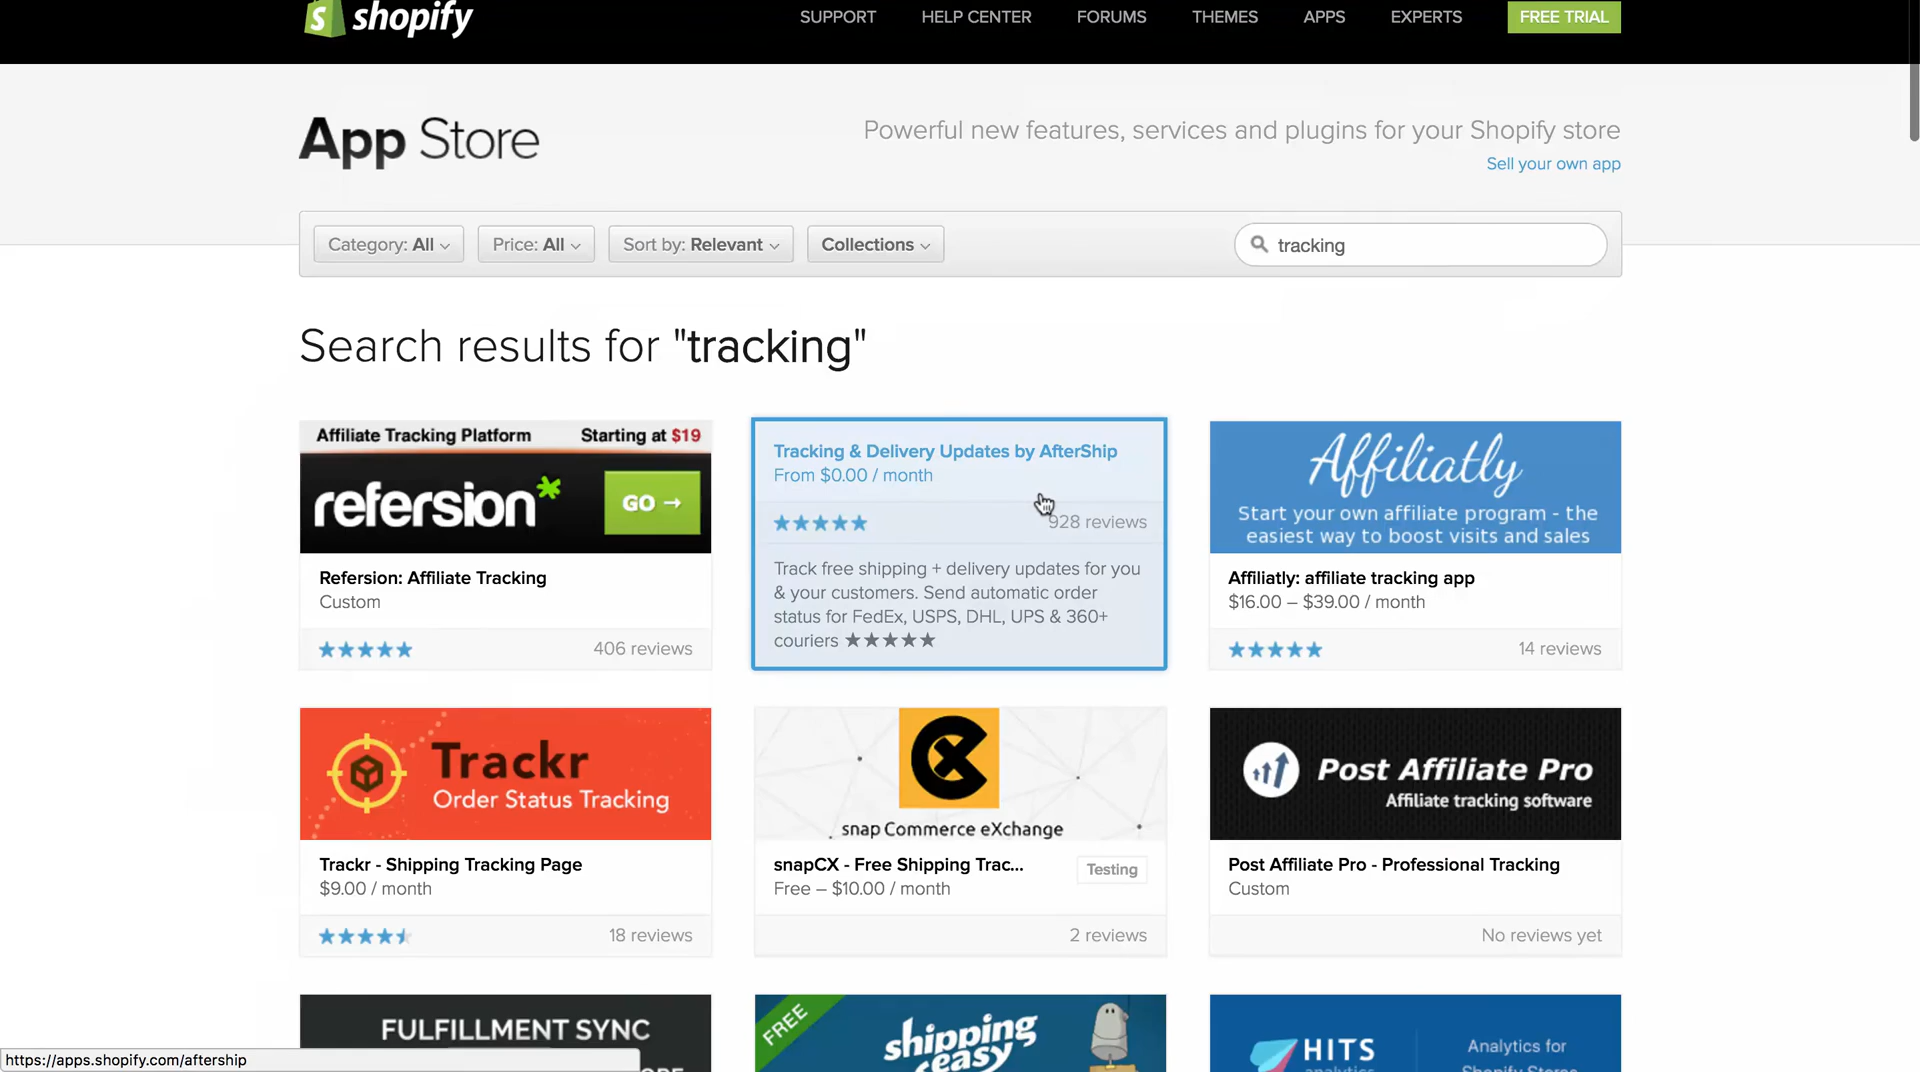 shopify
SUPPORT HELP CENTER FORUMS THEMES APPS EXPERTS FREE TRIAL
App Store
Powerful new features, services and plugins for your Shopify store
Sell your own app
Category: All Price: All Sort by: Relevant Collections tracking
Search results for "tracking"
Affiliate Tracking Platform Starting at $19
refersion GO →
Refersion: Affiliate Tracking
Custom
★★★★★ 406 reviews
Tracking & Delivery Updates by AfterShip
From $0.00 / month
★★★★★ 928 reviews
Track free shipping + delivery updates for you
& your customers. Send automatic order
status for FedEx, USPS, DHL, UPS & 360+
couriers ★★★★★
Affiliatly
Start your own affiliate program - the
easiest way to boost visits and sales
Affiliatly: affiliate tracking app
$16.00 – $39.00 / month
★★★★★ 14 reviews
Trackr
Order Status Tracking
Trackr - Shipping Tracking Page
$9.00 / month
18 reviews
snap Commerce eXchange
snapCX - Free Shipping Trac... Testing
Free – $10.00 / month
2 reviews
Post Affiliate Pro
Affiliate tracking software
Post Affiliate Pro - Professional Tracking
Custom
No reviews yet
FULFILLMENT SYNC
FREE
shipping
easy
HITS
analytics
Analytics for
Shopify Stores
https://apps.shopify.com/aftership